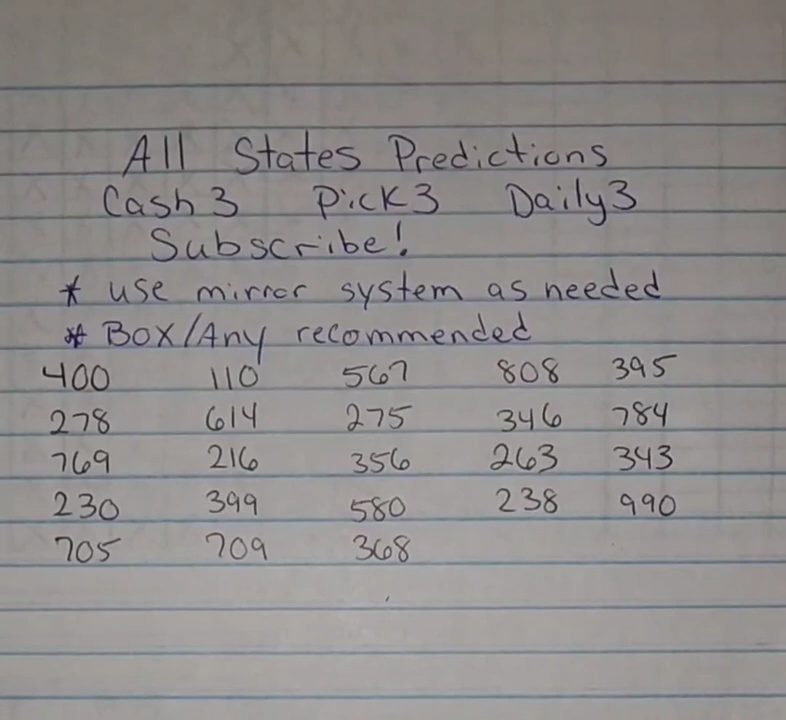 All States Predictions
Cash 3 Pick 3 Daily 3
Subscribe!
* use mirror system as needed
* Box/Any recommended
400 110 567 808 395
278 614 275 346 784
769 216 356 263 343
230 399 580 238 990
705 709 368